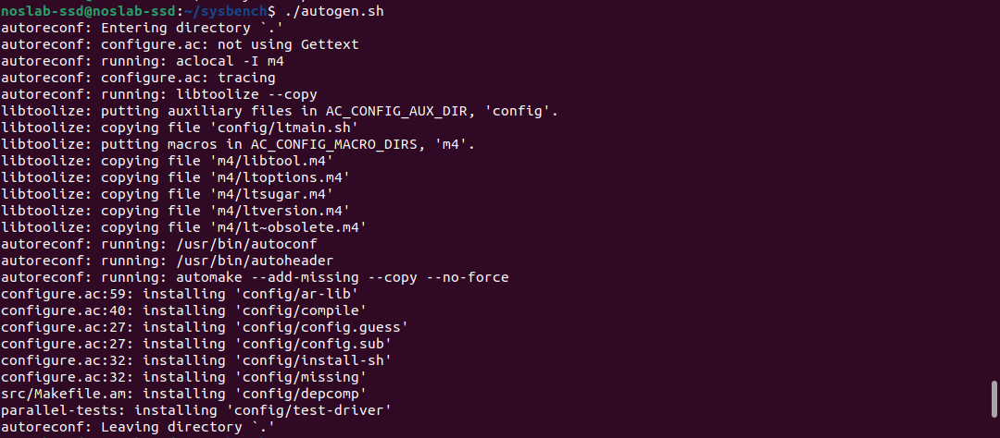 noslab-ssd@noslab-ssd:~/sysbench$ ./autogen.sh
autoreconf: Entering directory `.'
autoreconf: configure.ac: not using Gettext
autoreconf: running: aclocal -I m4
autoreconf: configure.ac: tracing
autoreconf: running: libtoolize --copy
libtoolize: putting auxiliary files in AC_CONFIG_AUX_DIR, 'config'.
libtoolize: copying file 'config/ltmain.sh'
libtoolize: putting macros in AC_CONFIG_MACRO_DIRS, 'm4'.
libtoolize: copying file 'm4/libtool.m4'
libtoolize: copying file 'm4/ltoptions.m4'
libtoolize: copying file 'm4/ltsugar.m4'
libtoolize: copying file 'm4/ltversion.m4'
libtoolize: copying file 'm4/lt~obsolete.m4'
autoreconf: running: /usr/bin/autoconf
autoreconf: running: /usr/bin/autoheader
autoreconf: running: automake --add-missing --copy --no-force
configure.ac:59: installing 'config/ar-lib'
configure.ac:40: installing 'config/compile'
configure.ac:27: installing 'config/config.guess'
configure.ac:27: installing 'config/config.sub'
configure.ac:32: installing 'config/install-sh'
configure.ac:32: installing 'config/missing'
src/Makefile.am: installing 'config/depcomp'
parallel-tests: installing 'config/test-driver'
autoreconf: Leaving directory `.'